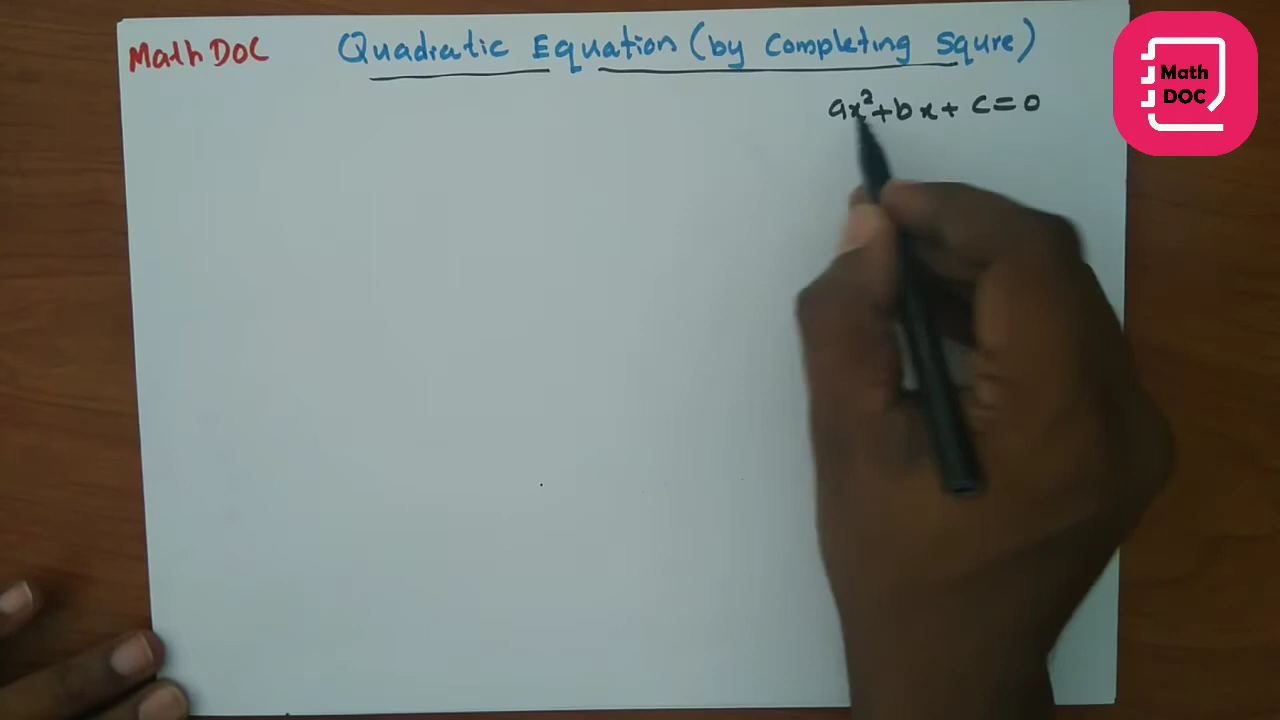 Math DOC Quadratic Equation (by Completing Squre)
ax²+bx+ c=0
Math
DOC